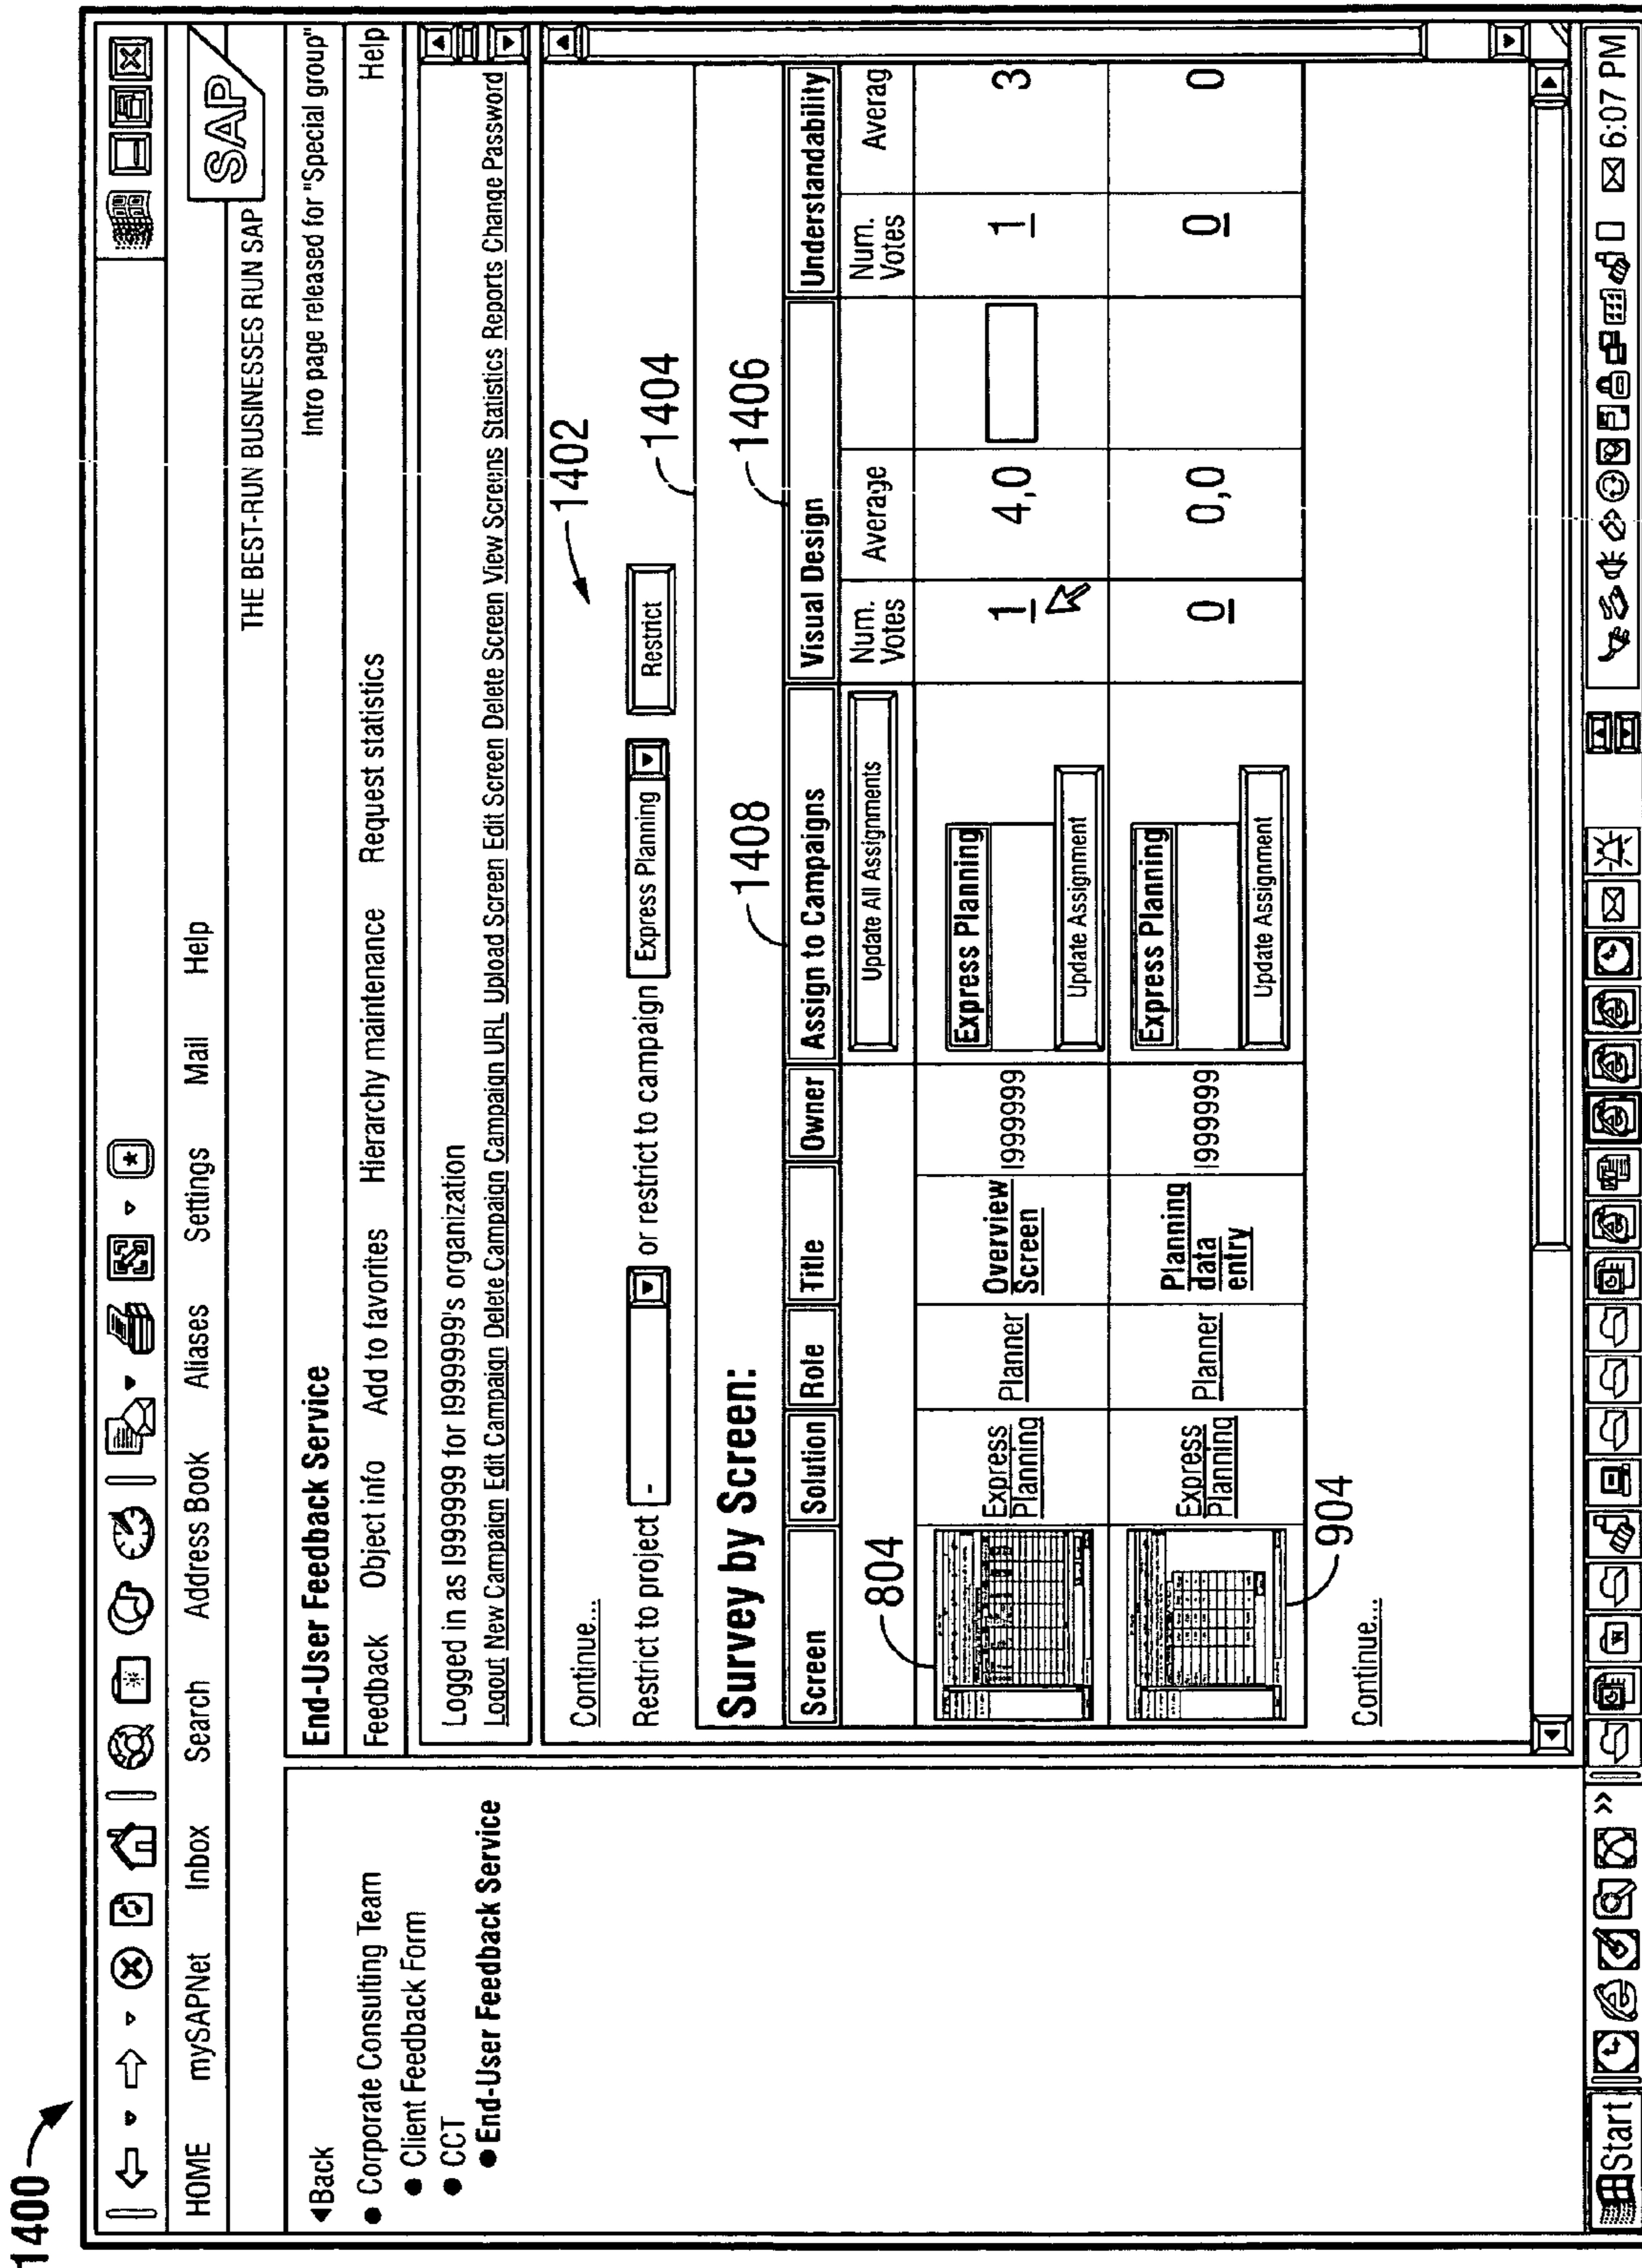 1400
HOME mySAPNet Inbox Search Address Book Aliases Settings Mail Help
SAP
THE BEST-RUN BUSINESSES RUN SAP
Back
Corporate Consulting Team
Client Feedback Form
CCT
End-User Feedback Service
End-User Feedback Service
Intro page released for "Special group"
Feedback Object info Add to favorites Hierarchy maintenance Request statistics Help
Logged in as I999999 for I999999's organization
Logout New Campaign Edit Campaign Delete Campaign Campaign URL Upload Screen Edit Screen Delete Screen View Screens Statistics Reports Change Password
1402
Continue...
Restrict to project - or restrict to campaign Express Planning Restrict
1404
Survey by Screen:
1408
1406
Screen Solution Role Title Owner Assign to Campaigns Visual Design Understandability
Update All Assignments
Num. Votes Average Num. Votes Averag
804
Express Planning Planner Overview Screen I999999 Express Planning 1 4,0 1 3
Update Assignment
Express Planning Planner Planning data entry I999999 Express Planning 0 0,0 0 0
Update Assignment
904
Continue...
Start
6:07 PM